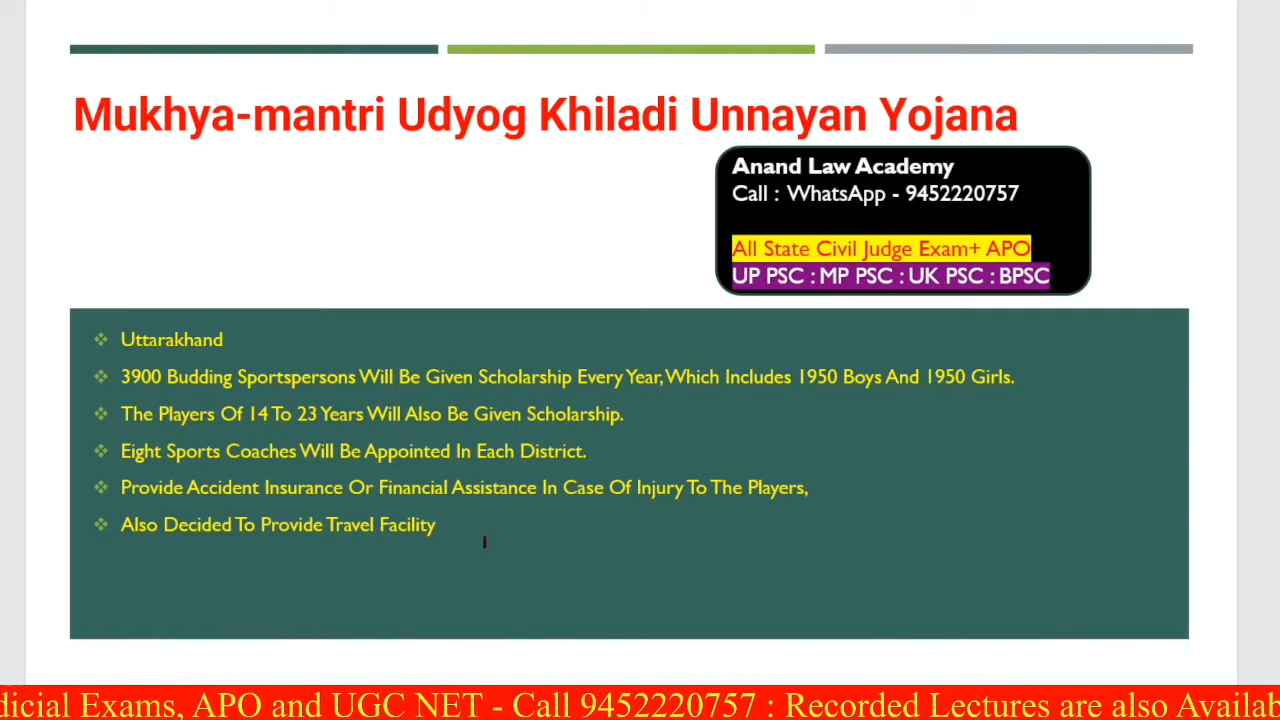 Mukhya-mantri Udyog Khiladi Unnayan Yojana
Anand Law Academy
Call : WhatsApp - 9452220757
All State Civil Judge Exam+ APO
UP PSC : MP PSC : UK PSC : BPSC
Uttarakhand
3900 Budding Sportspersons Will Be Given Scholarship Every Year, Which Includes 1950 Boys And 1950 Girls.
The Players Of 14 To 23 Years Will Also Be Given Scholarship.
Eight Sports Coaches Will Be Appointed In Each District.
Provide Accident Insurance Or Financial Assistance In Case Of Injury To The Players,
Also Decided To Provide Travel Facility
dicial Exams, APO and UGC NET - Call 9452220757 : Recorded Lectures are also Availab